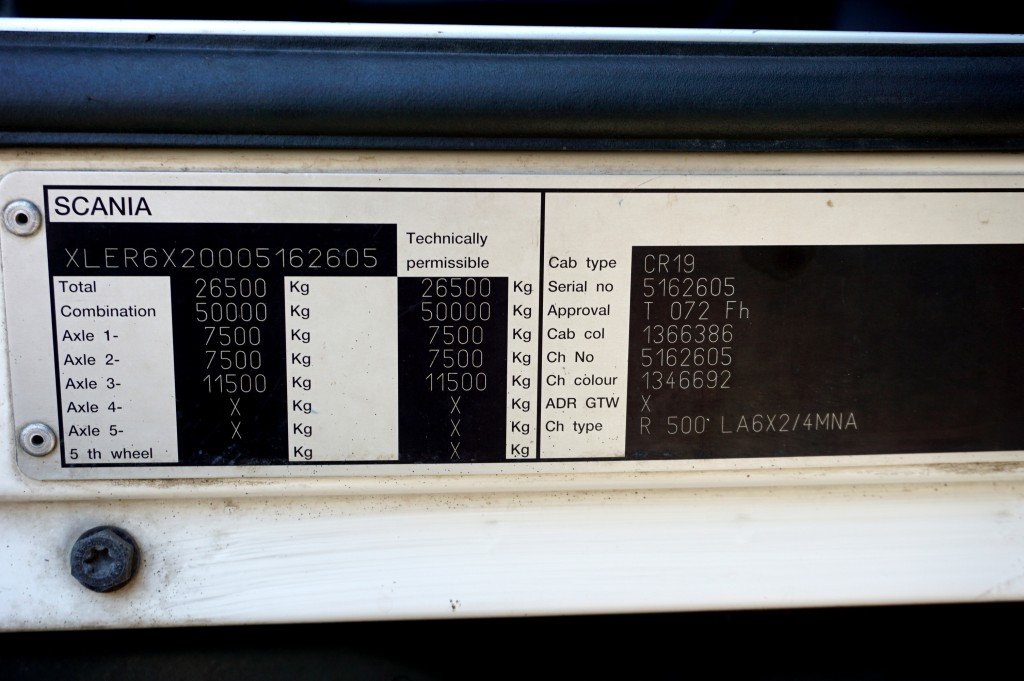 SCANIA
XLER6X20005162605
Technically
permissible
Total 26500 Kg 26500 Kg
Combination 50000 Kg 50000 Kg
Axle 1- 7500 Kg 7500 Kg
Axle 2- 7500 Kg 7500 Kg
Axle 3- 11500 Kg 11500 Kg
Axle 4- X Kg X Kg
Axle 5- X Kg X Kg
5 th wheel Kg X Kg
Cab type CR19
Serial no 5162605
Approval T 072 Fh
Cab col 1366386
Ch No 5162605
Ch colour 1346692
ADR GTW X
Ch type R 500 LA6X2/4MNA